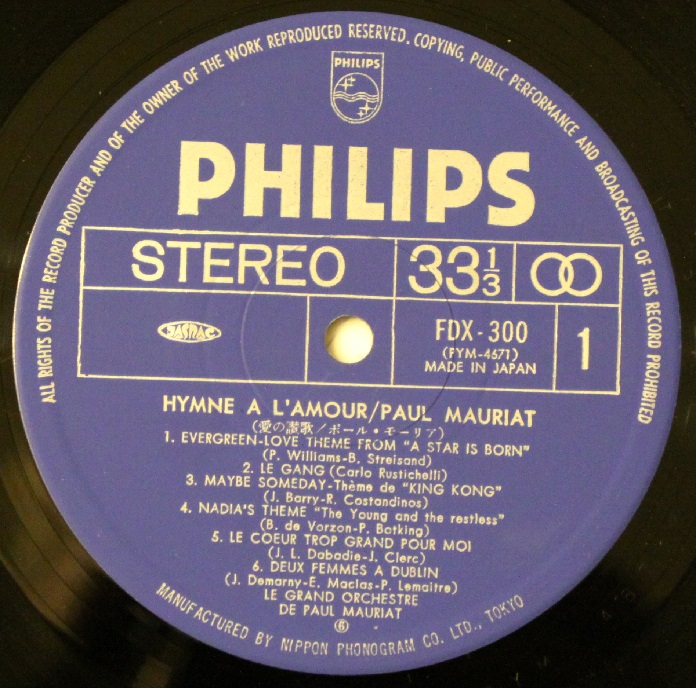 ALL RIGHTS OF THE RECORD PRODUCER AND OF THE OWNER OF THE WORK REPRODUCED RESERVED. COPYING, PUBLIC PERFORMANCE AND BROADCASTING OF THIS RECORD PROHIBITED
PHILIPS
PHILIPS
STEREO
33 1/3
JASRAC
FDX-300
(FYM-4671)
MADE IN JAPAN
1
HYMNE A L'AMOUR/PAUL MAURIAT
(愛の讃歌/ポール・モーリア)
1. EVERGREEN-LOVE THEME FROM "A STAR IS BORN"
(P. Williams-B. Streisand)
2. LE GANG (Carlo Rustichelli)
3. MAYBE SOMEDAY-Thème de "KING KONG"
(J. Barry-R. Costandinos)
4. NADIA'S THEME "The Young and the restless"
(B. de Vorzon-P. Botking)
5. LE COEUR TROP GRAND POUR MOI
(J. L. Dabadie-J. Clerc)
6. DEUX FEMMES A DUBLIN
(J. Demarny-E. Macias-P. Lemaitre)
LE GRAND ORCHESTRE
DE PAUL MAURIAT
⑥
MANUFACTURED BY NIPPON PHONOGRAM CO. LTD., TOKYO